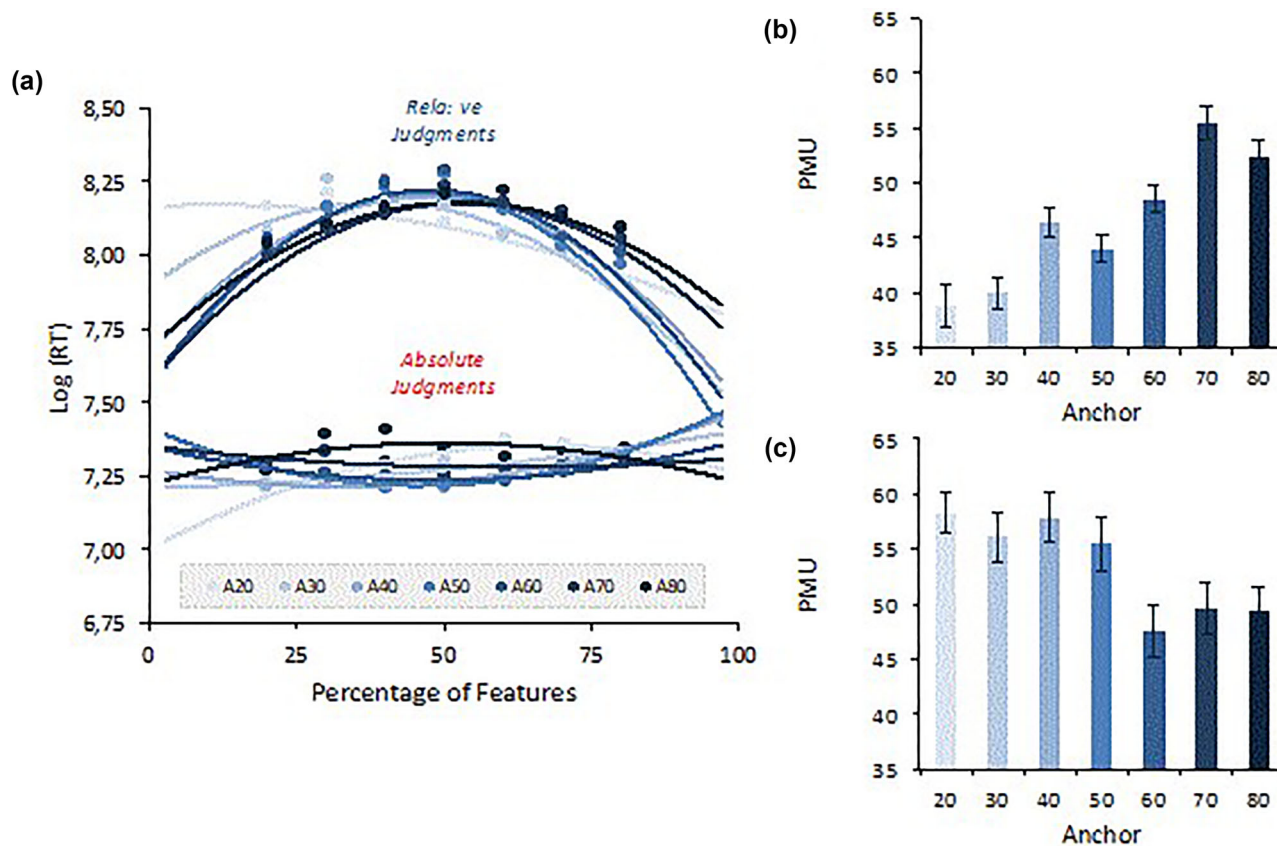 (a)
Rela: ve
Judgments
8,50
8,25
8,00
7,75
7,50
7,25
7,00
6,75
Log (RT)
Absolute
Judgments
A20 A30 A40 A50 A60 A70 A80
0 25 50 75 100
Percentage of Features
(b)
65
60
55
50
45
40
35
PMU
20 30 40 50 60 70 80
Anchor
(c)
65
60
55
50
45
40
35
PMU
20 30 40 50 60 70 80
Anchor